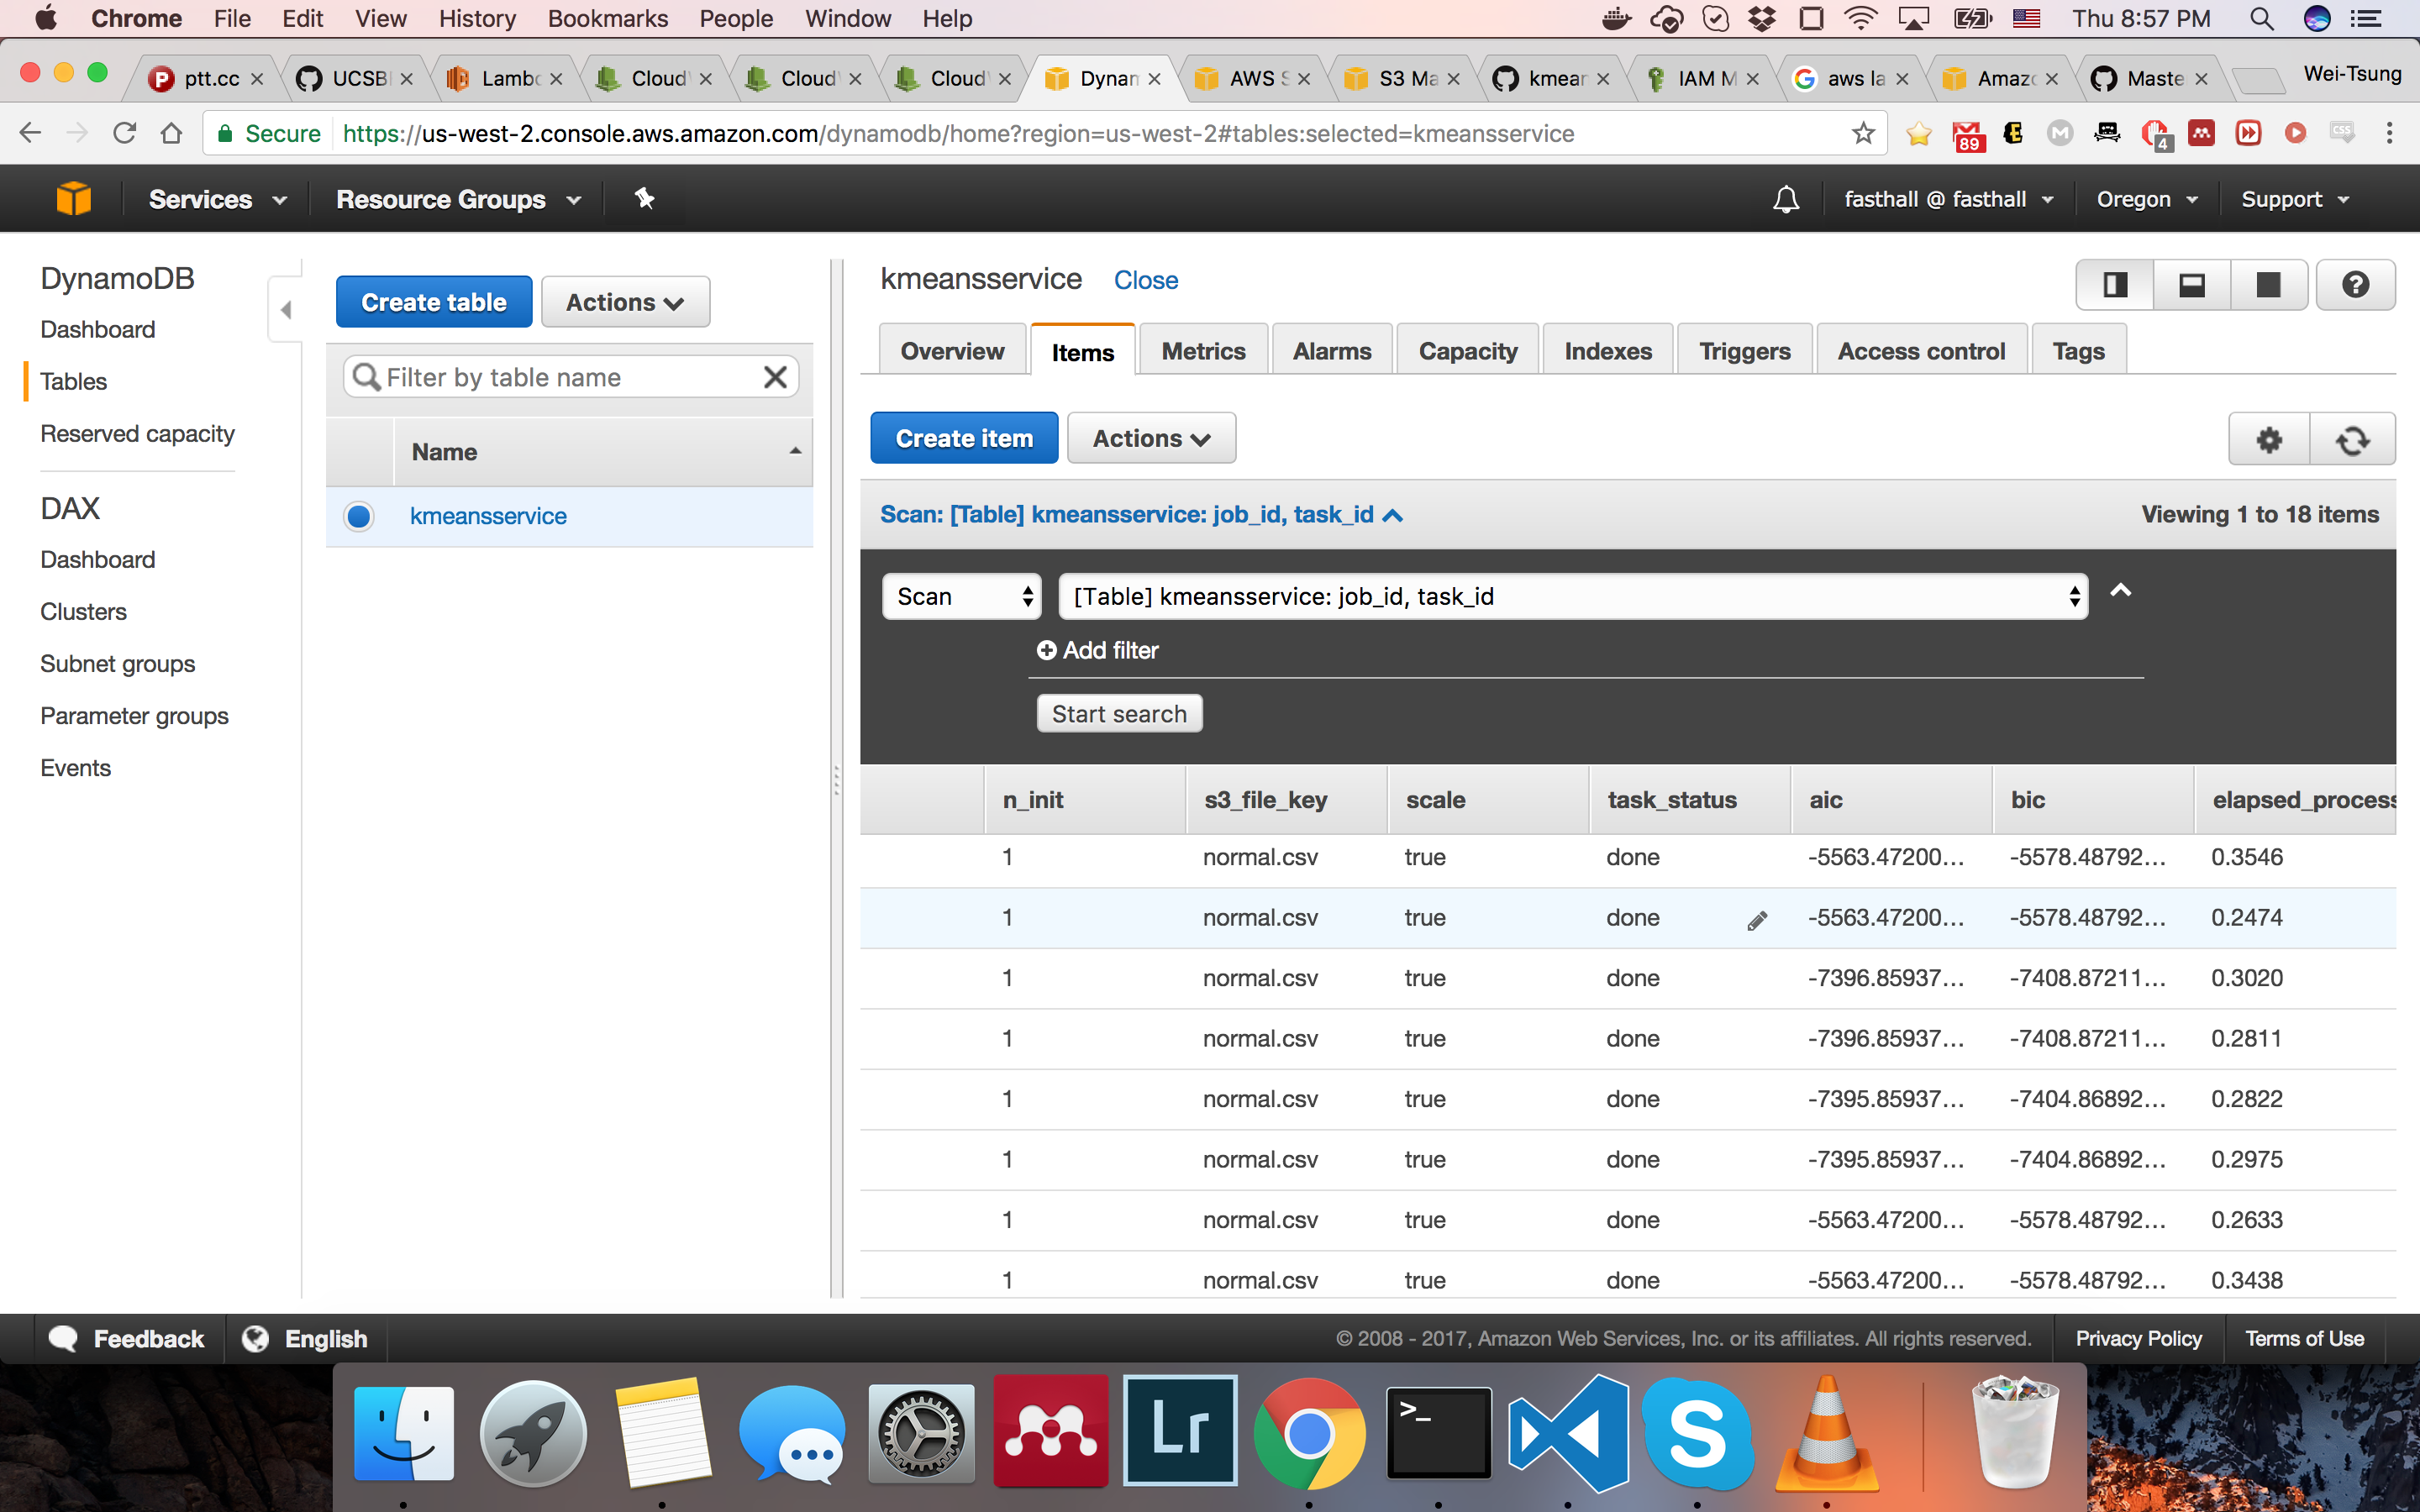 Chrome File Edit View History Bookmarks People Window Help Thu 8:57 PM
ptt.cc UCSB Lamb Cloud Cloud Cloud Dynam AWS S S3 Ma kmear IAM M aws la Amaz Maste Wei-Tsung
Secure https://us-west-2.console.aws.amazon.com/dynamodb/home?region=us-west-2#tables:selected=kmeansservice 89 4
Services Resource Groups fasthall @ fasthall Oregon Support
DynamoDB
Dashboard
Tables
Reserved capacity
DAX
Dashboard
Clusters
Subnet groups
Parameter groups
Events
Create table Actions
Filter by table name
Name
kmeansservice
kmeansservice Close
Overview Items Metrics Alarms Capacity Indexes Triggers Access control Tags
Create item Actions
Scan: [Table] kmeansservice: job_id, task_id Viewing 1 to 18 items
Scan [Table] kmeansservice: job_id, task_id
Add filter
Start search
n_init s3_file_key scale task_status aic bic elapsed_process
1 normal.csv true done -5563.47200... -5578.48792... 0.3546
1 normal.csv true done -5563.47200... -5578.48792... 0.2474
1 normal.csv true done -7396.85937... -7408.87211... 0.3020
1 normal.csv true done -7396.85937... -7408.87211... 0.2811
1 normal.csv true done -7395.85937... -7404.86892... 0.2822
1 normal.csv true done -7395.85937... -7404.86892... 0.2975
1 normal.csv true done -5563.47200... -5578.48792... 0.2633
1 normal.csv true done -5563.47200... -5578.48792... 0.3438
Feedback English © 2008 - 2017, Amazon Web Services, Inc. or its affiliates. All rights reserved. Privacy Policy Terms of Use
Lr >_ S